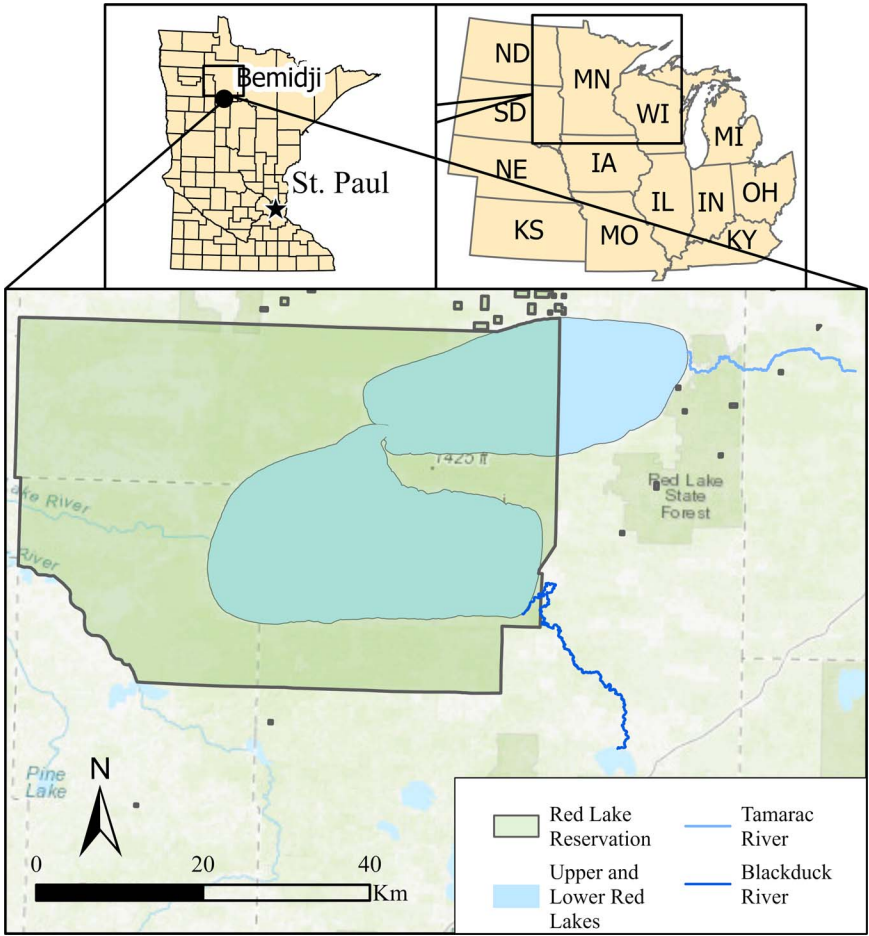 Bemidji
St. Paul
ND
MN
SD
WI
MI
NE
IA
IL
IN
OH
KS
MO
KY
1425 ft
ake River
River
Red Lake
State
Forest
Pine
Lake
N
0
20
40
Km
Red Lake
Reservation
Tamarac
River
Upper and
Lower Red
Lakes
Blackduck
River